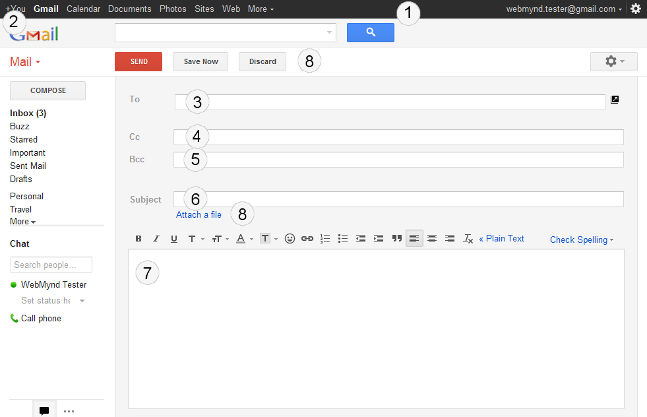 +You Gmail Calendar Documents Photos Sites Web More 1 webmynd.tester@gmail.com
2 Gmail
Mail SEND Save Now Discard 8
COMPOSE
To 3
Inbox (3)
Buzz
Starred
Cc 4
Important
Bcc 5
Sent Mail
Drafts
Personal
Subject 6
Travel
Attach a file 8
More
B I U T T A T T « Plain Text Check Spelling
Chat
Search people...
7
WebMynd Tester
Set status
Call phone